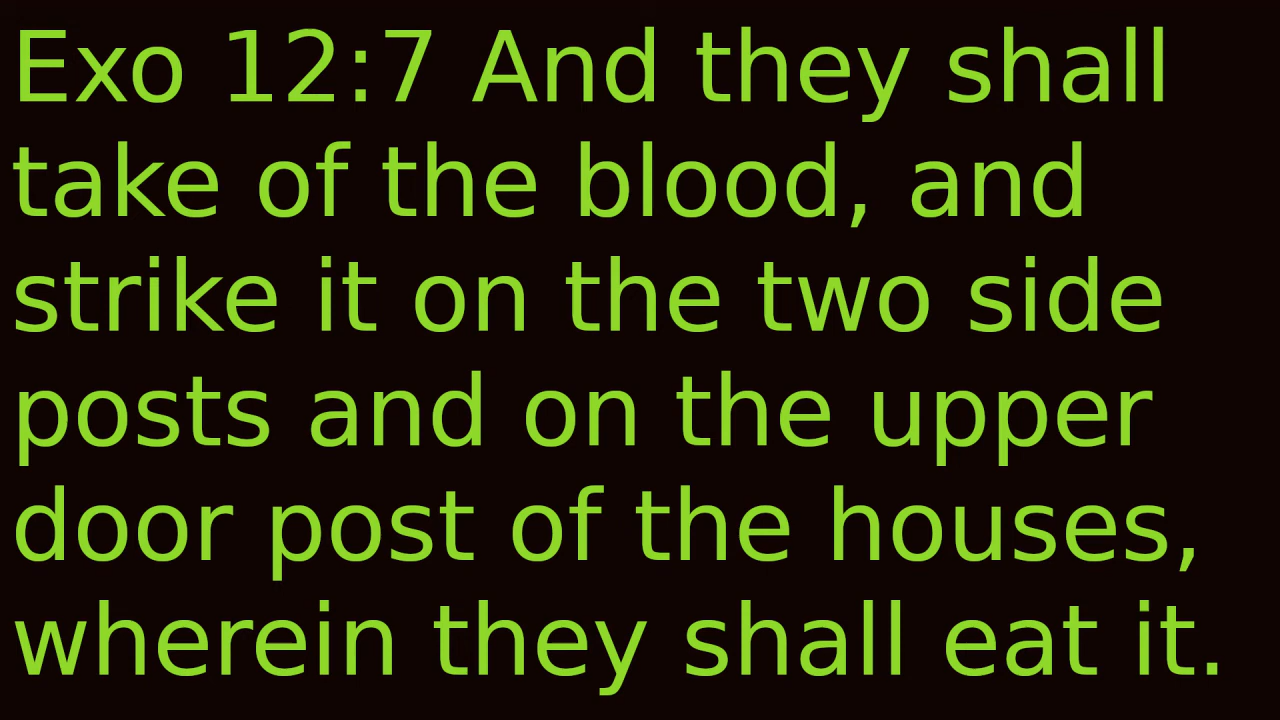 Exo 12:7 And they shall
take of the blood, and
strike it on the two side
posts and on the upper
door post of the houses,
wherein they shall eat it.